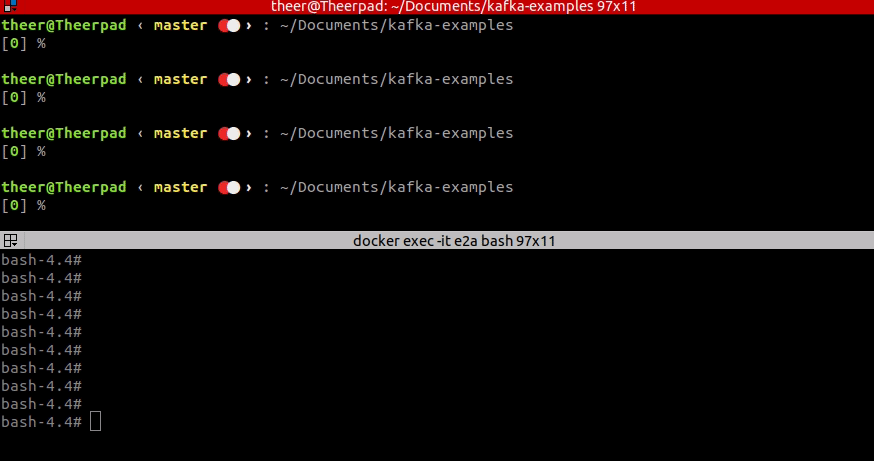 theer@Theerpad: ~/Documents/kafka-examples 97x11
theer@Theerpad ‹ master › : ~/Documents/kafka-examples
[0] %
theer@Theerpad ‹ master › : ~/Documents/kafka-examples
[0] %
theer@Theerpad ‹ master › : ~/Documents/kafka-examples
[0] %
theer@Theerpad ‹ master › : ~/Documents/kafka-examples
[0] %
docker exec -it e2a bash 97x11
bash-4.4#
bash-4.4#
bash-4.4#
bash-4.4#
bash-4.4#
bash-4.4#
bash-4.4#
bash-4.4#
bash-4.4#
bash-4.4#